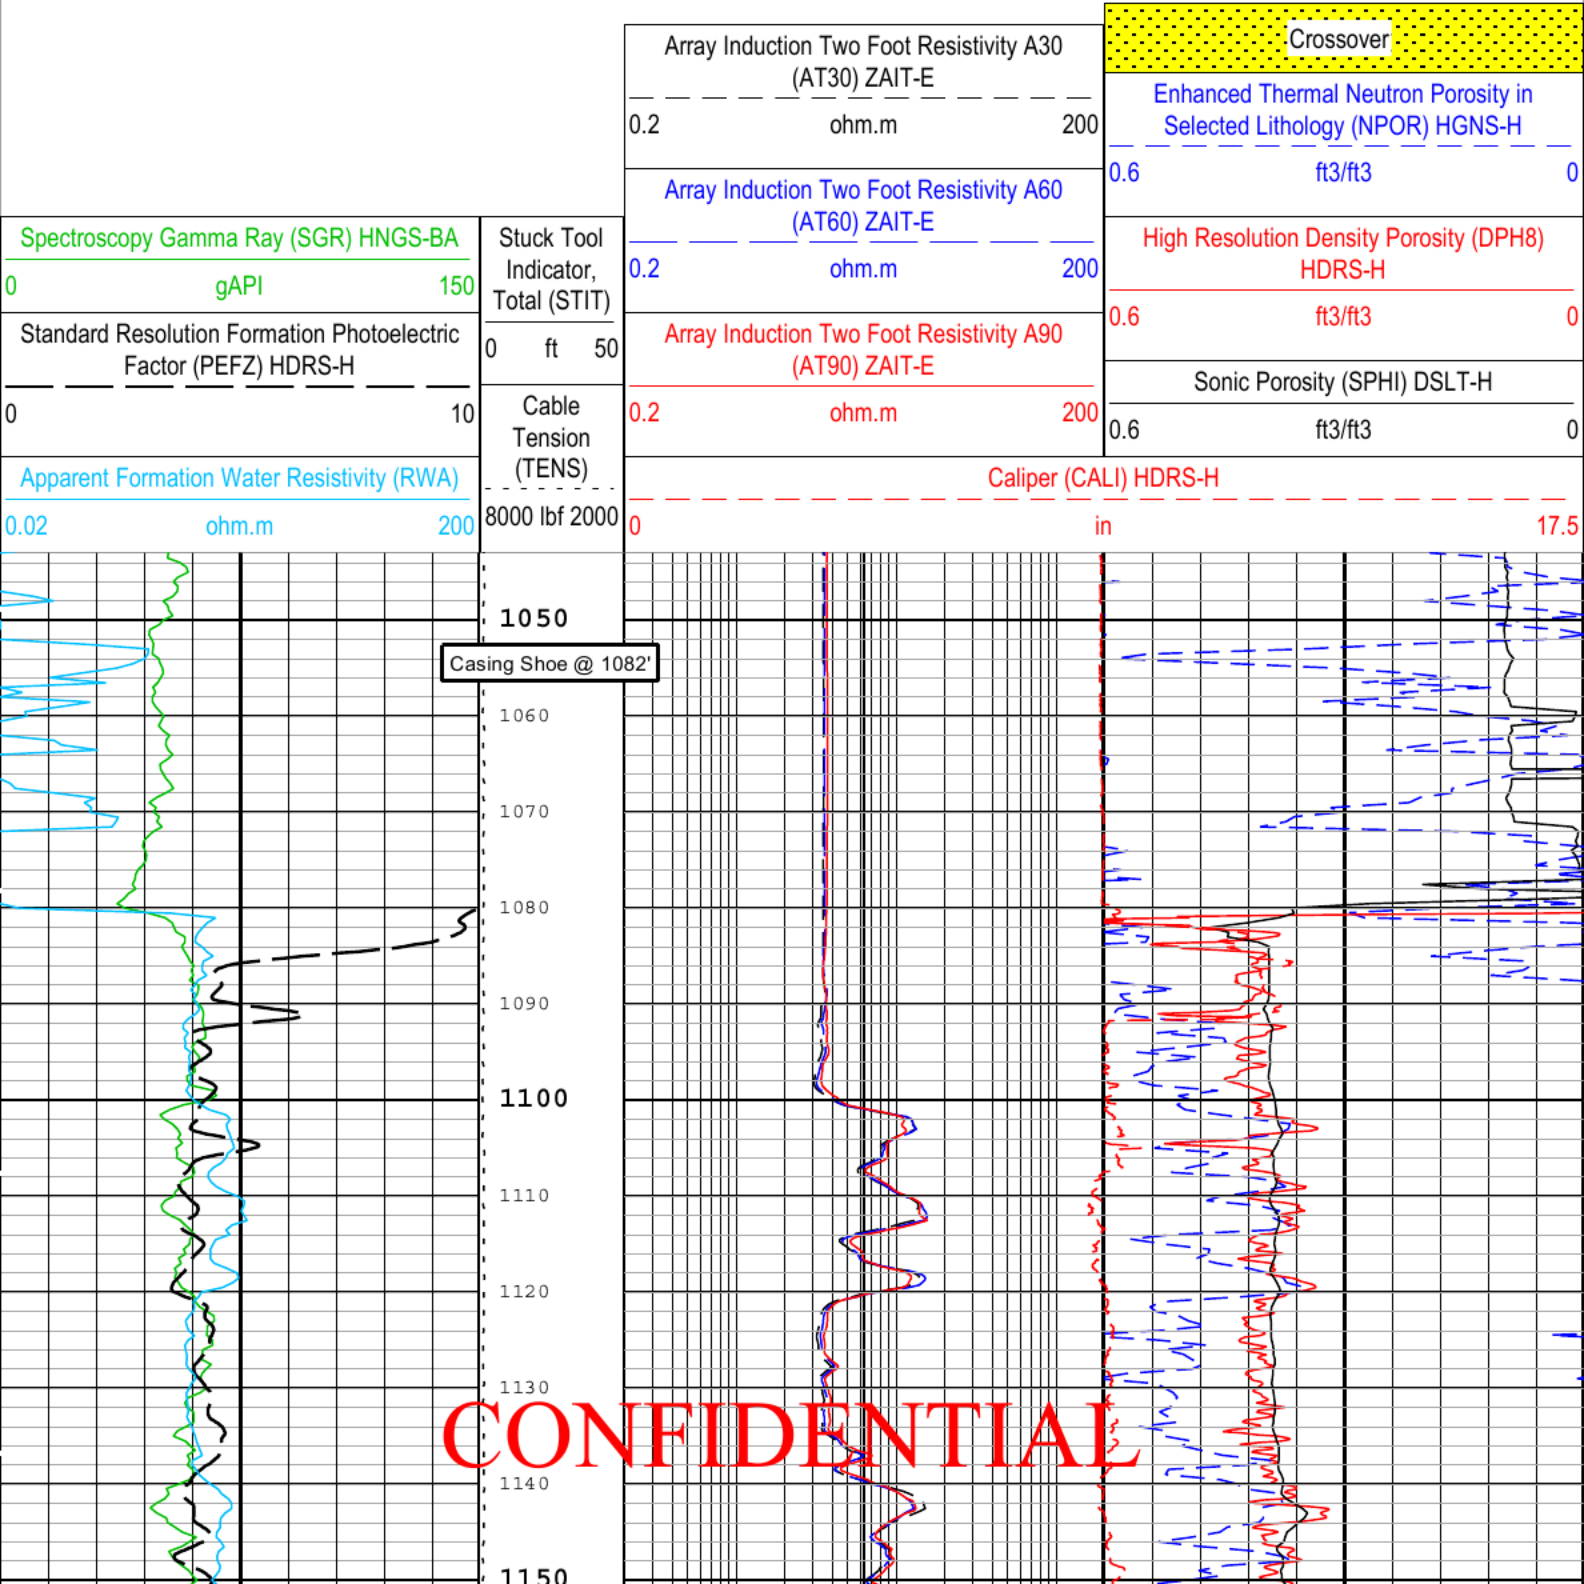 Crossover
Array Induction Two Foot Resistivity A30
(AT30) ZAIT-E
0.2 ohm.m 200
Enhanced Thermal Neutron Porosity in
Selected Lithology (NPOR) HGNS-H
0.6 ft3/ft3 0
Array Induction Two Foot Resistivity A60
(AT60) ZAIT-E
0.2 ohm.m 200
Spectroscopy Gamma Ray (SGR) HNGS-BA
0 gAPI 150
Stuck Tool
Indicator,
Total (STIT)
0 ft 50
High Resolution Density Porosity (DPH8)
HDRS-H
0.6 ft3/ft3 0
Standard Resolution Formation Photoelectric
Factor (PEFZ) HDRS-H
0 10
Array Induction Two Foot Resistivity A90
(AT90) ZAIT-E
0.2 ohm.m 200
Cable
Tension
(TENS)
8000 lbf 2000
Sonic Porosity (SPHI) DSLT-H
0.6 ft3/ft3 0
Apparent Formation Water Resistivity (RWA)
0.02 ohm.m 200
Caliper (CALI) HDRS-H
0 in 17.5
1050
Casing Shoe @ 1082'
1060
1070
1080
1090
1100
1110
1120
1130
CONFIDENTIAL
1140
1150